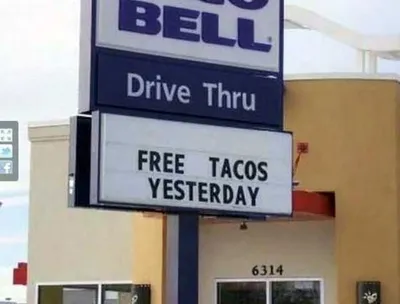 BELL
Drive Thru
FREE TACOS
YESTERDAY
6314